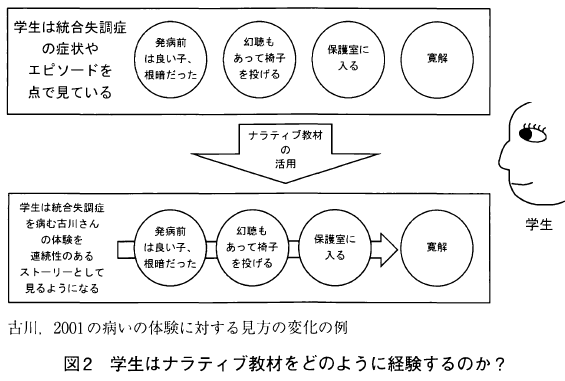 学生は統合失調症
の症状や
エピソードを
点で見ている
発病前
は良い子、
根暗だった
幻聴も
あって椅子
を投げる
保護室に
入る
寛解
ナラティブ教材
の
活用
学生
学生は統合失調症
を病む古川さん
の体験を
連続性のある
ストーリーとして
見るようになる
発病前
は良い子、
根暗だった
幻聴も
あって椅子
を投げる
保護室に
入る
寛解
古川，2001の病いの体験に対する見方の変化の例
図2　学生はナラティブ教材をどのように経験するのか？